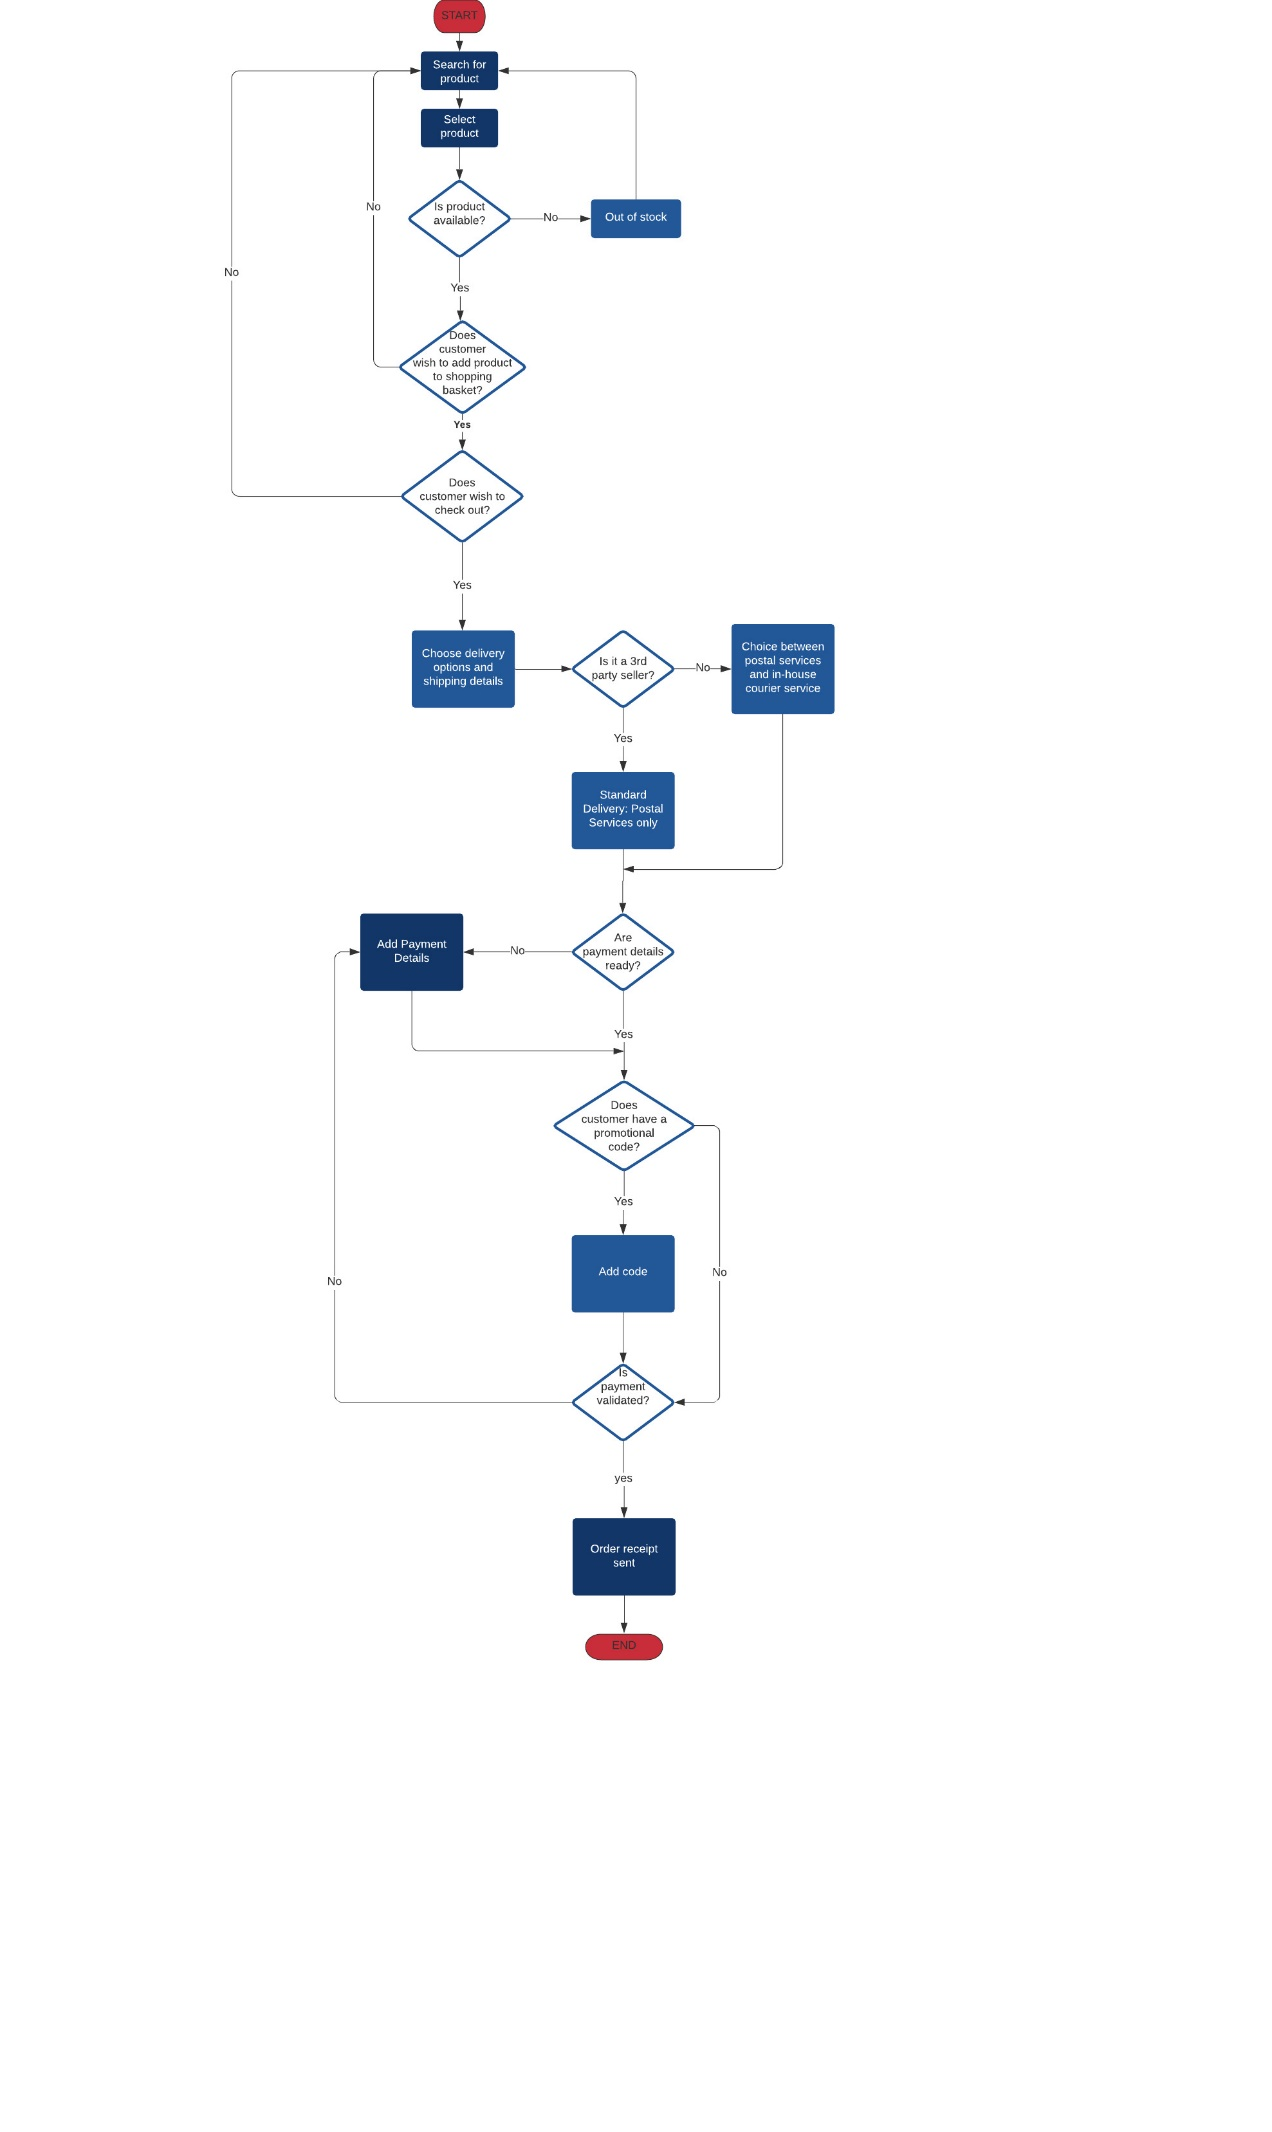 START
Search for
product
Select
product
Is product
available?
No
Out of stock
No
No
Yes
Does
customer
wish to add product
to shopping
basket?
Yes
Does
customer wish to
check out?
Yes
Choose delivery
options and
shipping details
Is it a 3rd
party seller?
No
Choice between
postal services
and in-house
courier service
Yes
Standard
Delivery: Postal
Services only
Add Payment
Details
No
Are
payment details
ready?
Yes
Does
customer have a
promotional
code?
Yes
Add code
No
No
Is
payment
validated?
yes
Order receipt
sent
END